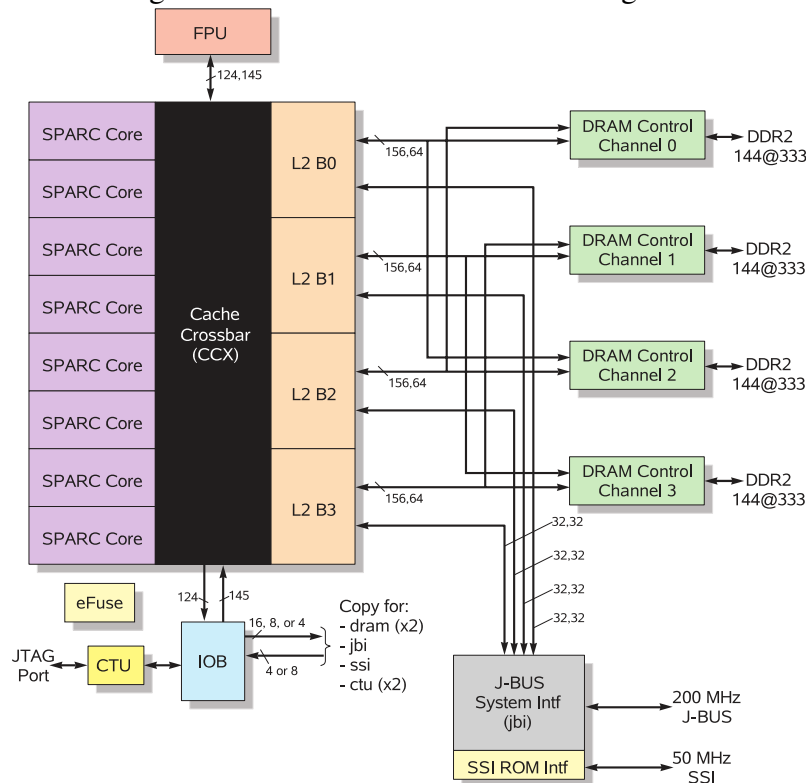 FPU
124,145
SPARC Core
SPARC Core
SPARC Core
SPARC Core
SPARC Core
SPARC Core
SPARC Core
SPARC Core
Cache
Crossbar
(CCX)
L2 B0
L2 B1
L2 B2
L2 B3
156,64
156,64
156,64
156,64
DRAM Control
Channel 0
DDR2
144@333
DRAM Control
Channel 1
DDR2
144@333
DRAM Control
Channel 2
DDR2
144@333
DRAM Control
Channel 3
DDR2
144@333
32,32
32,32
32,32
32,32
eFuse
124
145
16, 8, or 4
4 or 8
Copy for:
- dram (x2)
- jbi
- ssi
- ctu (x2)
JTAG
Port
CTU
IOB
J-BUS
System Intf
(jbi)
SSI ROM Intf
200 MHz
J-BUS
50 MHz
SSI